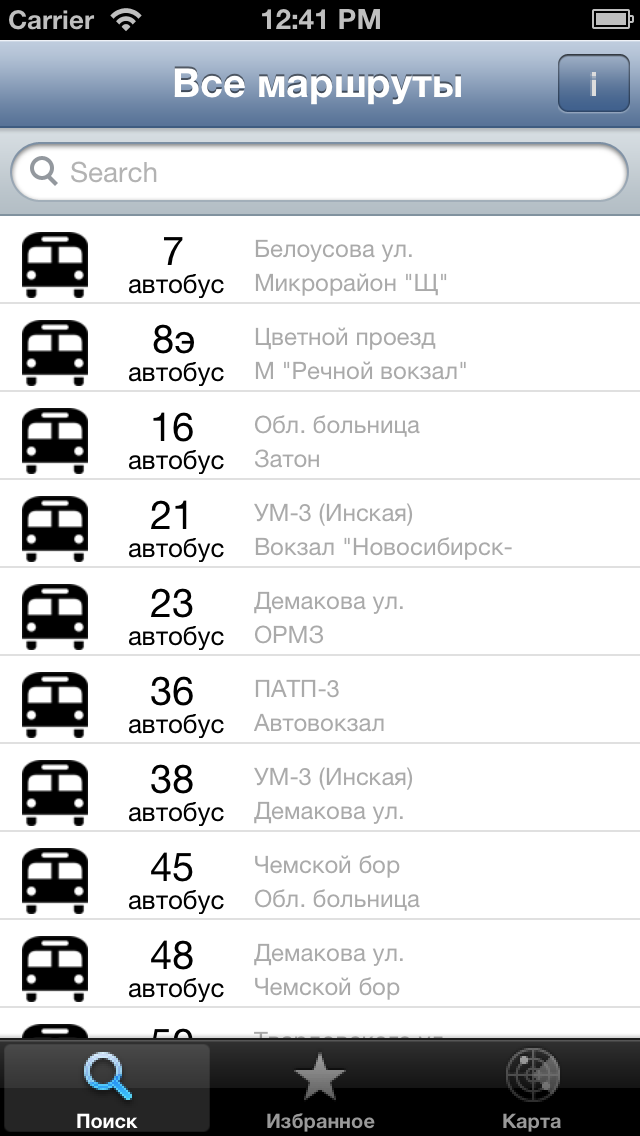 Carrier 12:41 PM
Все маршруты
i
Search
7
автобус
Белоусова ул.
Микрорайон "Щ"
8э
автобус
Цветной проезд
М "Речной вокзал"
16
автобус
Обл. больница
Затон
21
автобус
УМ-3 (Инская)
Вокзал "Новосибирск-
23
автобус
Демакова ул.
ОРМЗ
36
автобус
ПАТП-3
Автовокзал
38
автобус
УМ-3 (Инская)
Демакова ул.
45
автобус
Чемской бор
Обл. больница
48
автобус
Демакова ул.
Чемской бор
Поиск
Избранное
Карта